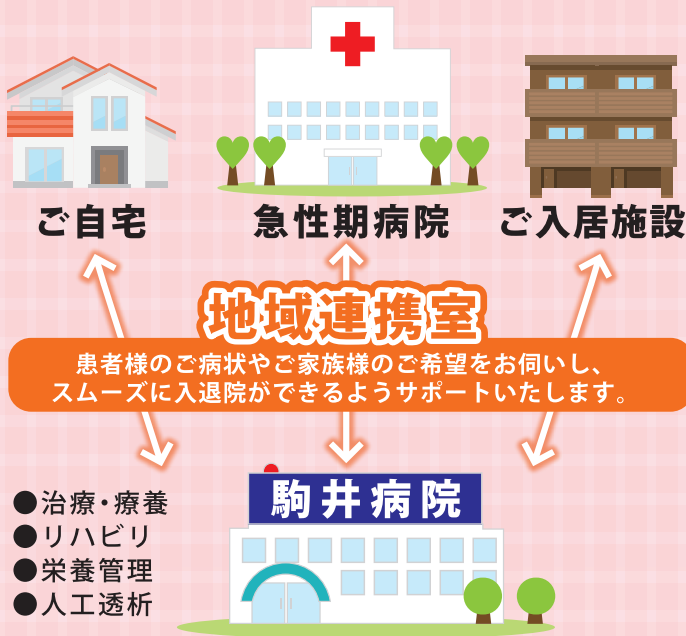 ご自宅
急性期病院
ご入居施設
地域連携室
患者様のご病状やご家族様のご希望をお伺いし、
スムーズに入退院ができるようサポートいたします。
駒井病院
●治療・療養
●リハビリ
●栄養管理
●人工透析